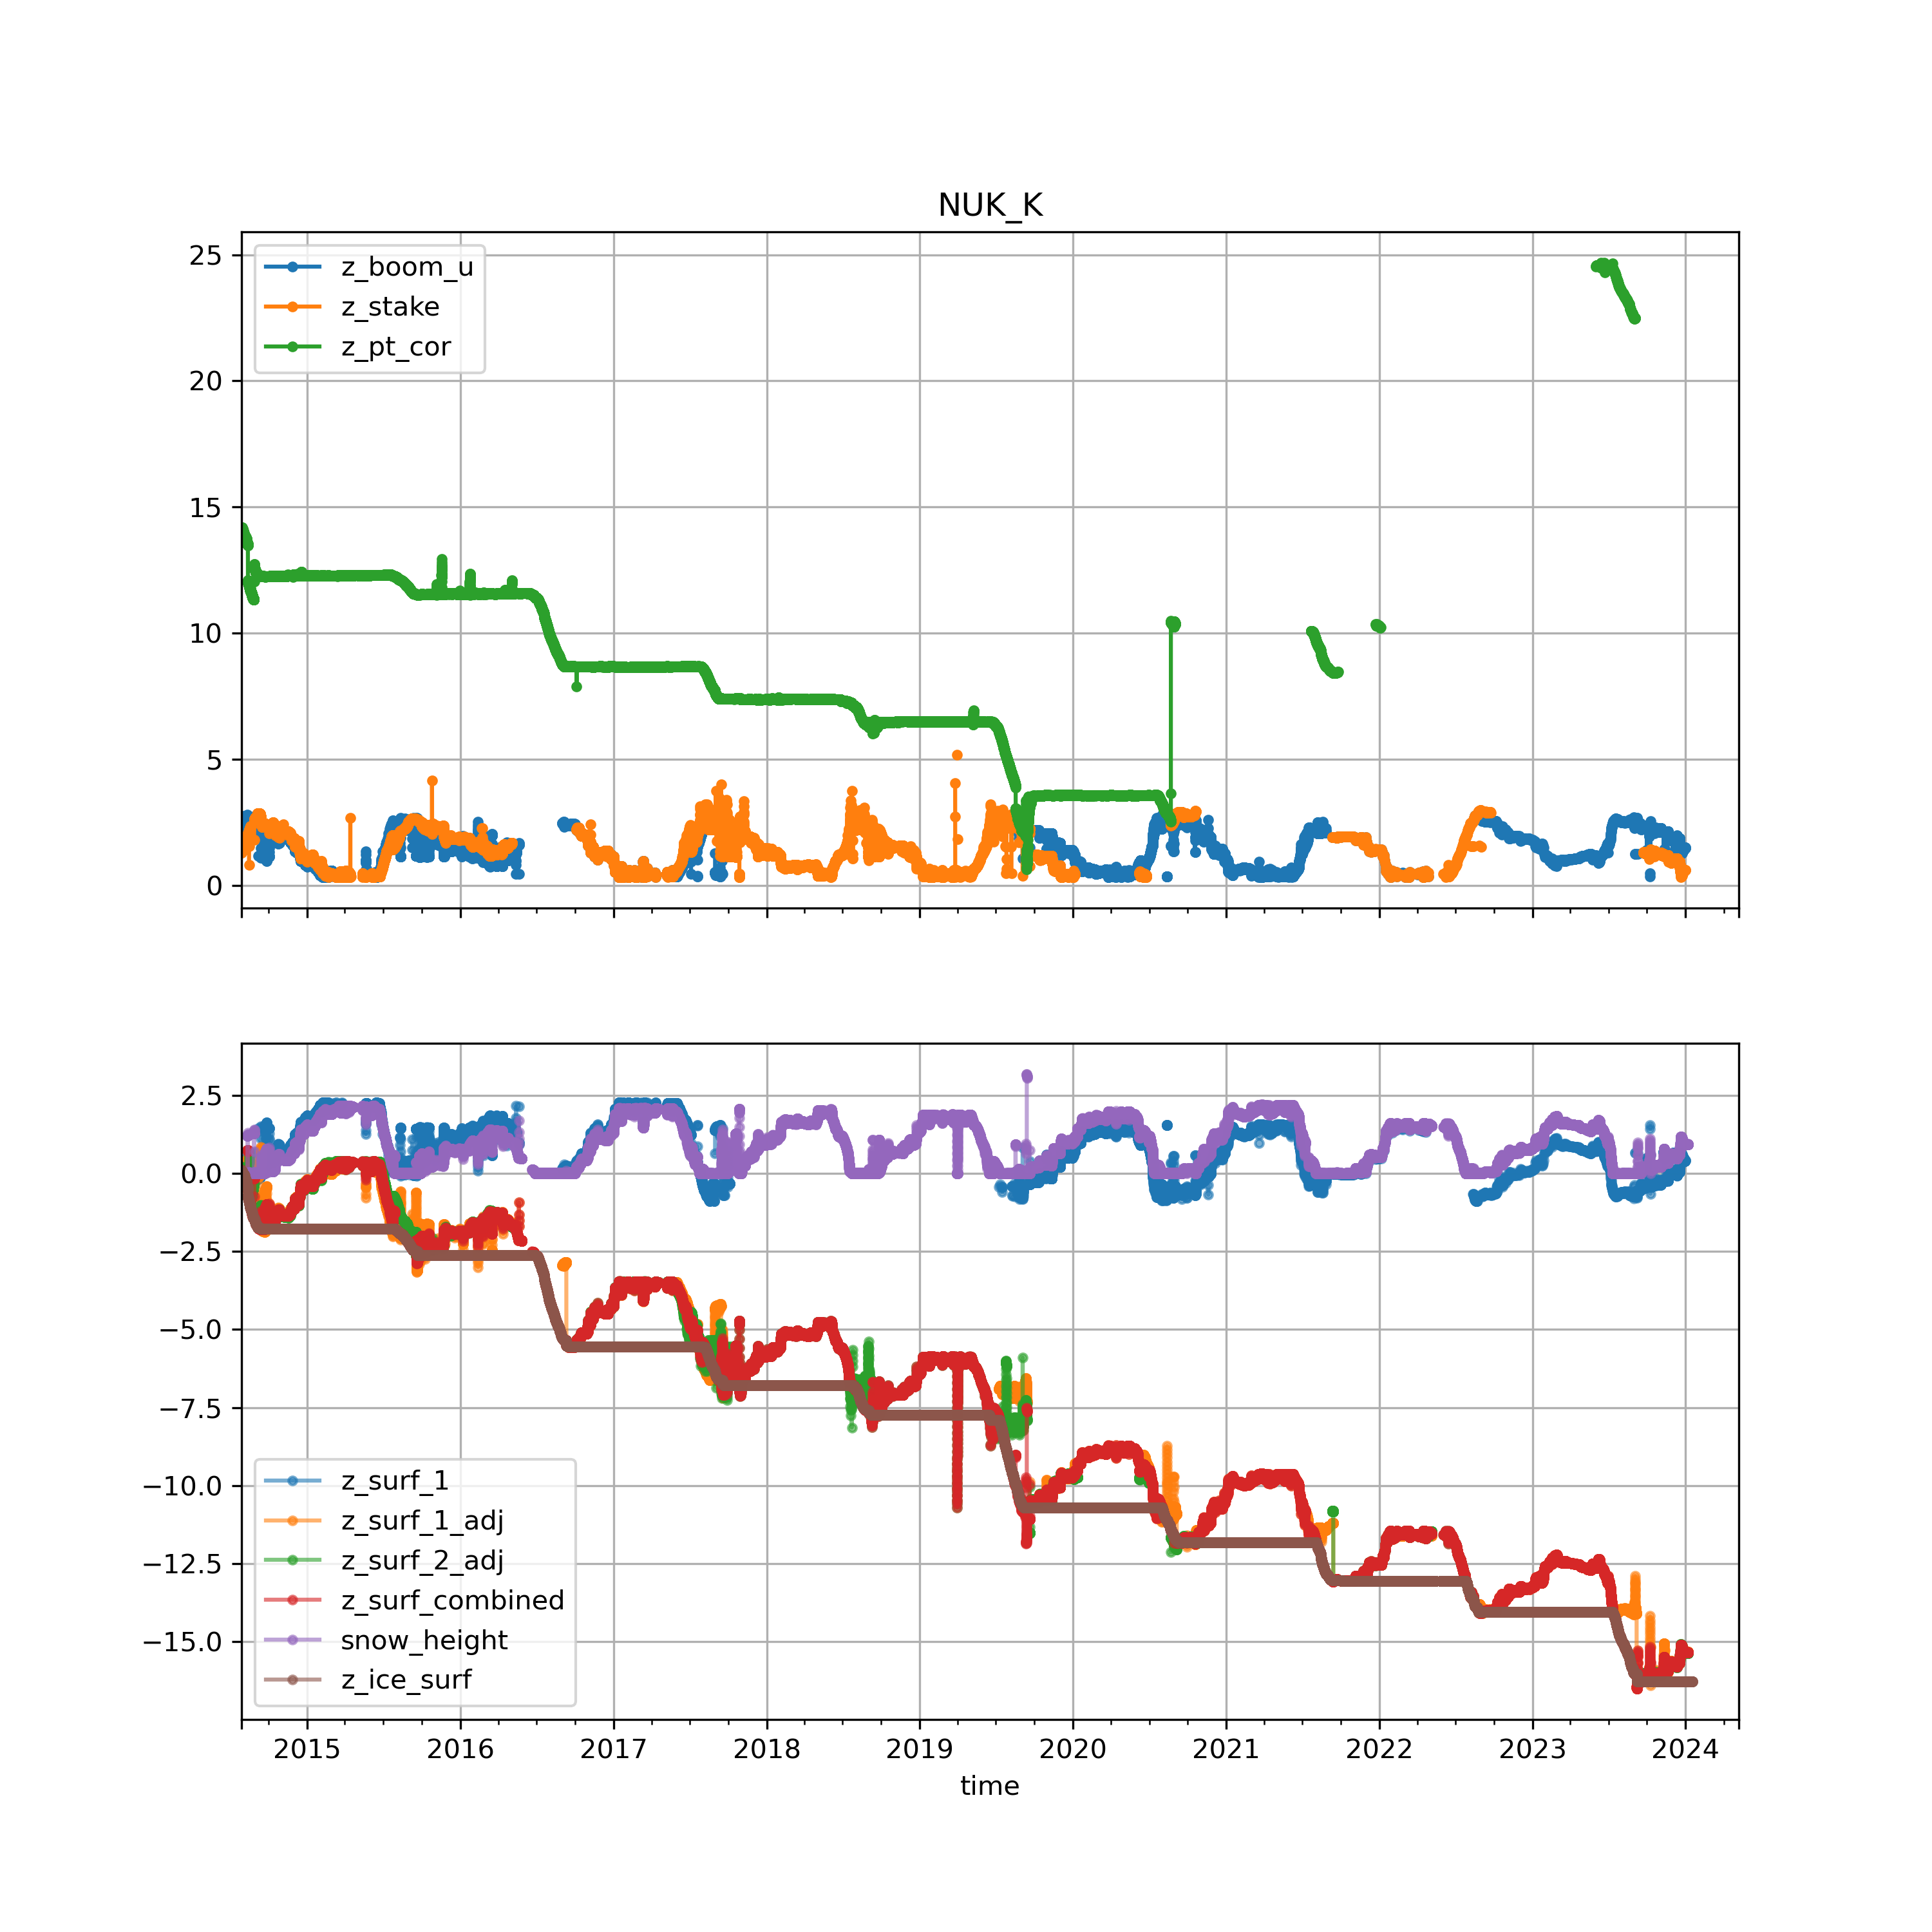 NUK_K
25
20
15
10
5
0
z_boom_u
z_stake
z_pt_cor
2.5
0.0
−2.5
−5.0
−7.5
−10.0
−12.5
−15.0
z_surf_1
z_surf_1_adj
z_surf_2_adj
z_surf_combined
snow_height
z_ice_surf
2015 2016 2017 2018 2019 2020 2021 2022 2023 2024
time